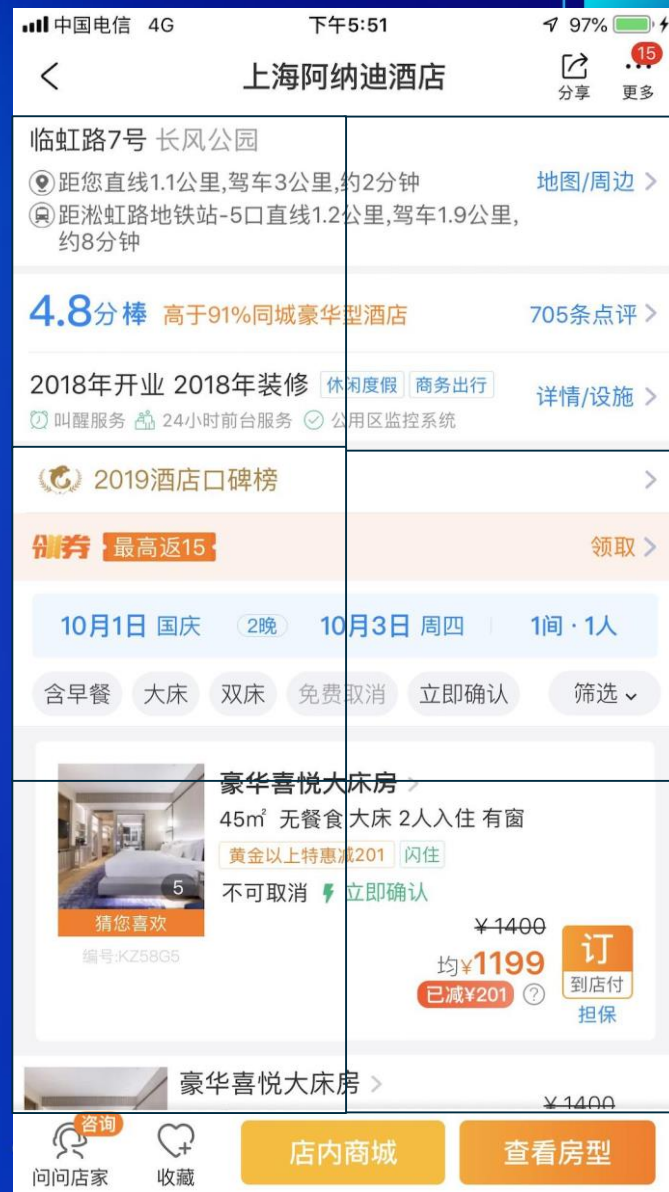 中国电信 4G 下午5:51 97%
上海阿纳迪酒店
分享 15 更多
临虹路7号 长风公园
距您直线1.1公里,驾车3公里,约2分钟 地图/周边
距淞虹路地铁站-5口直线1.2公里,驾车1.9公里,
约8分钟
4.8分 棒 高于91%同城豪华型酒店 705条点评
2018年开业 2018年装修 休闲度假 商务出行 详情/设施
叫醒服务 24小时前台服务 公用区监控系统
2019酒店口碑榜
领券 最高返15 领取
10月1日 国庆 2晚 10月3日 周四 1间·1人
含早餐 大床 双床 免费取消 立即确认 筛选
豪华喜悦大床房
45㎡ 无餐食 大床 2人入住 有窗
黄金以上特惠减201 闪住
5 不可取消 立即确认
猜您喜欢
编号:KZ58G5
¥1400
均¥1199
已减¥201 ?
订
到店付
担保
豪华喜悦大床房
¥1400
咨询
问问店家 收藏 店内商城 查看房型